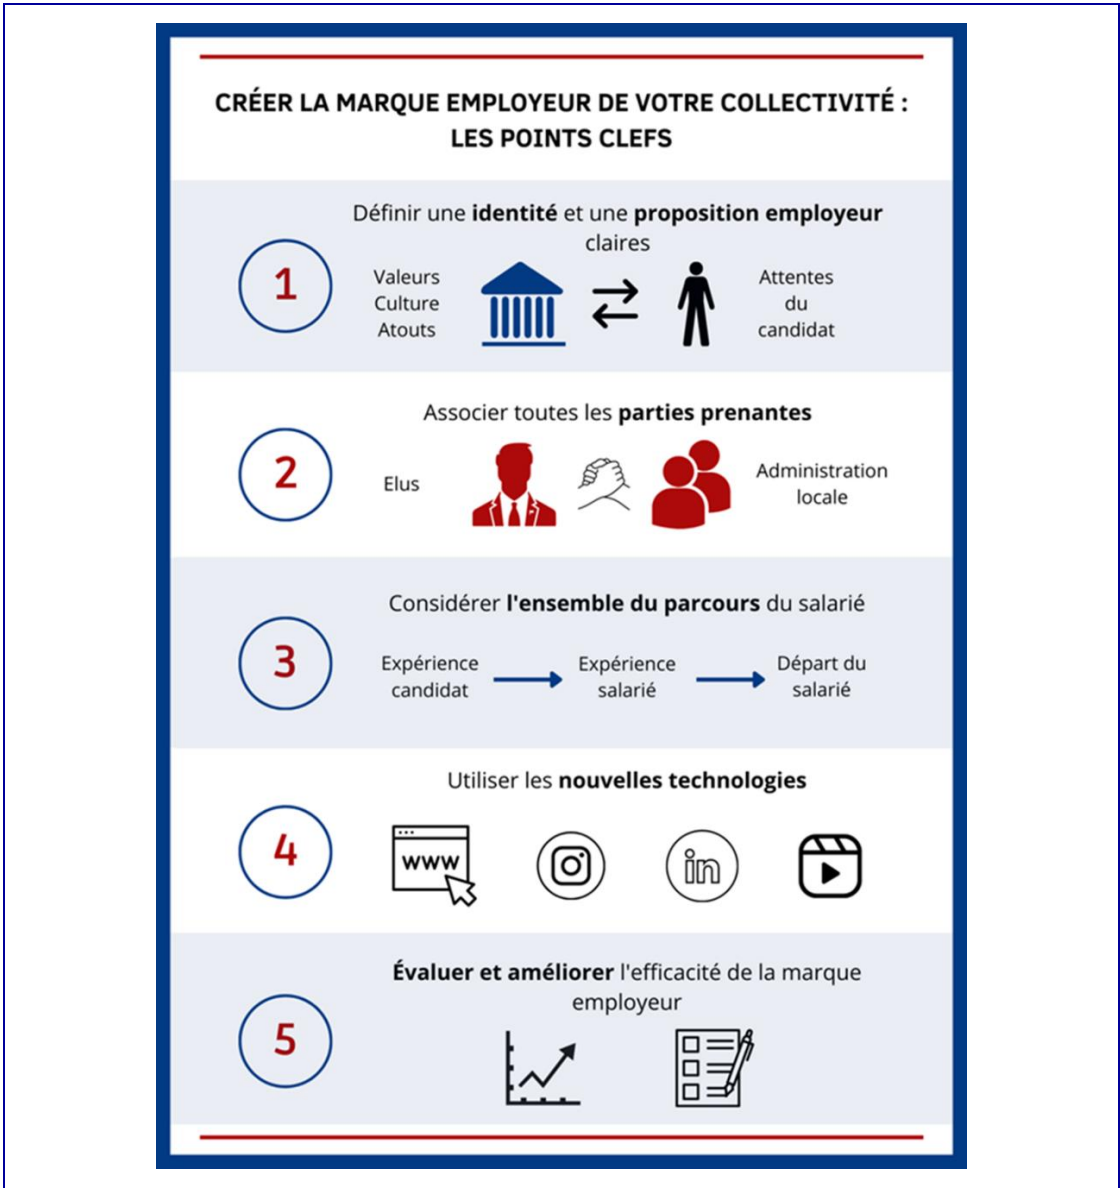 CRÉER LA MARQUE EMPLOYEUR DE VOTRE COLLECTIVITÉ :
LES POINTS CLEFS
1
Définir une identité et une proposition employeur
claires
Valeurs
Culture
Atouts
Attentes
du
candidat
2
Associer toutes les parties prenantes
Elus
Administration
locale
3
Considérer l'ensemble du parcours du salarié
Expérience
candidat
Expérience
salarié
Départ du
salarié
4
Utiliser les nouvelles technologies
www
in
5
Évaluer et améliorer l'efficacité de la marque
employeur